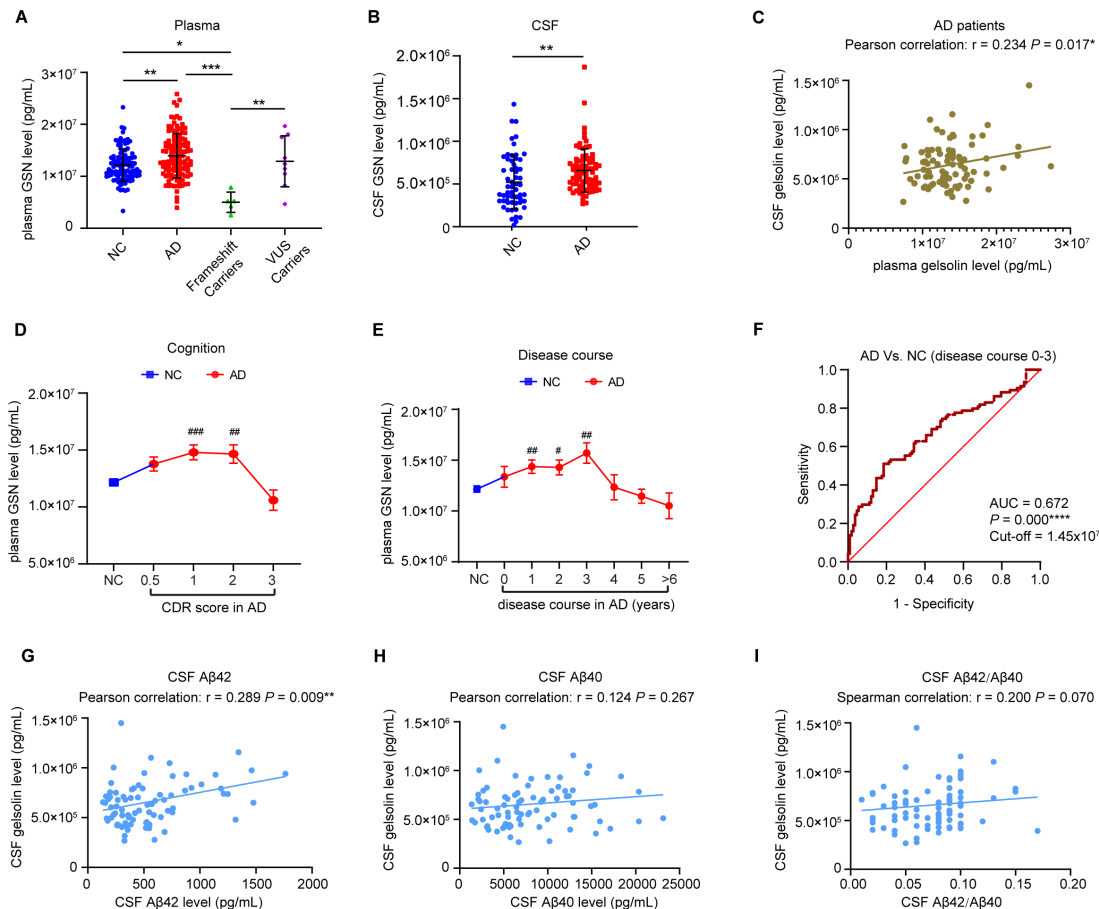 A
Plasma
*
** ***
**
plasma GSN level (pg/mL)
3×10⁷
2×10⁷
1×10⁷
0
NC
AD
Frameshift
Carriers
VUS
Carriers
B
CSF
**
CSF GSN level (pg/mL)
2.0×10⁶
1.5×10⁶
1.0×10⁶
5.0×10⁵
0
NC
AD
C
AD patients
Pearson correlation: r = 0.234 P = 0.017*
CSF gelsolin level (pg/mL)
1.5×10⁶
1.0×10⁶
5.0×10⁵
0
0 1×10⁷ 2×10⁷ 3×10⁷
plasma gelsolin level (pg/mL)
D
Cognition
NC AD
plasma GSN level (pg/mL)
2.0×10⁷
1.5×10⁷
1.0×10⁷
5.0×10⁶
### ##
NC 0.5 1 2 3
CDR score in AD
E
Disease course
NC AD
plasma GSN level (pg/mL)
2.0×10⁷
1.5×10⁷
1.0×10⁷
5.0×10⁶
## # ##
NC 0 1 2 3 4 5 >6
disease course in AD (years)
F
AD Vs. NC (disease course 0-3)
Sensitivity
1.0
0.8
0.6
0.4
0.2
0.0
AUC = 0.672
P = 0.000****
Cut-off = 1.45x10⁷
0.0 0.2 0.4 0.6 0.8 1.0
1 - Specificity
G
CSF Aβ42
Pearson correlation: r = 0.289 P = 0.009**
CSF gelsolin level (pg/mL)
1.5×10⁶
1.0×10⁶
5.0×10⁵
0
0 500 1000 1500 2000
CSF Aβ42 level (pg/mL)
H
CSF Aβ40
Pearson correlation: r = 0.124 P = 0.267
CSF gelsolin level (pg/mL)
1.5×10⁶
1.0×10⁶
5.0×10⁵
0
5000 10000 15000 20000 25000
CSF Aβ40 level (pg/mL)
I
CSF Aβ42/Aβ40
Spearman correlation: r = 0.200 P = 0.070
CSF gelsolin level (pg/mL)
1.5×10⁶
1.0×10⁶
5.0×10⁵
0
0.00 0.05 0.10 0.15 0.20
CSF Aβ42/Aβ40